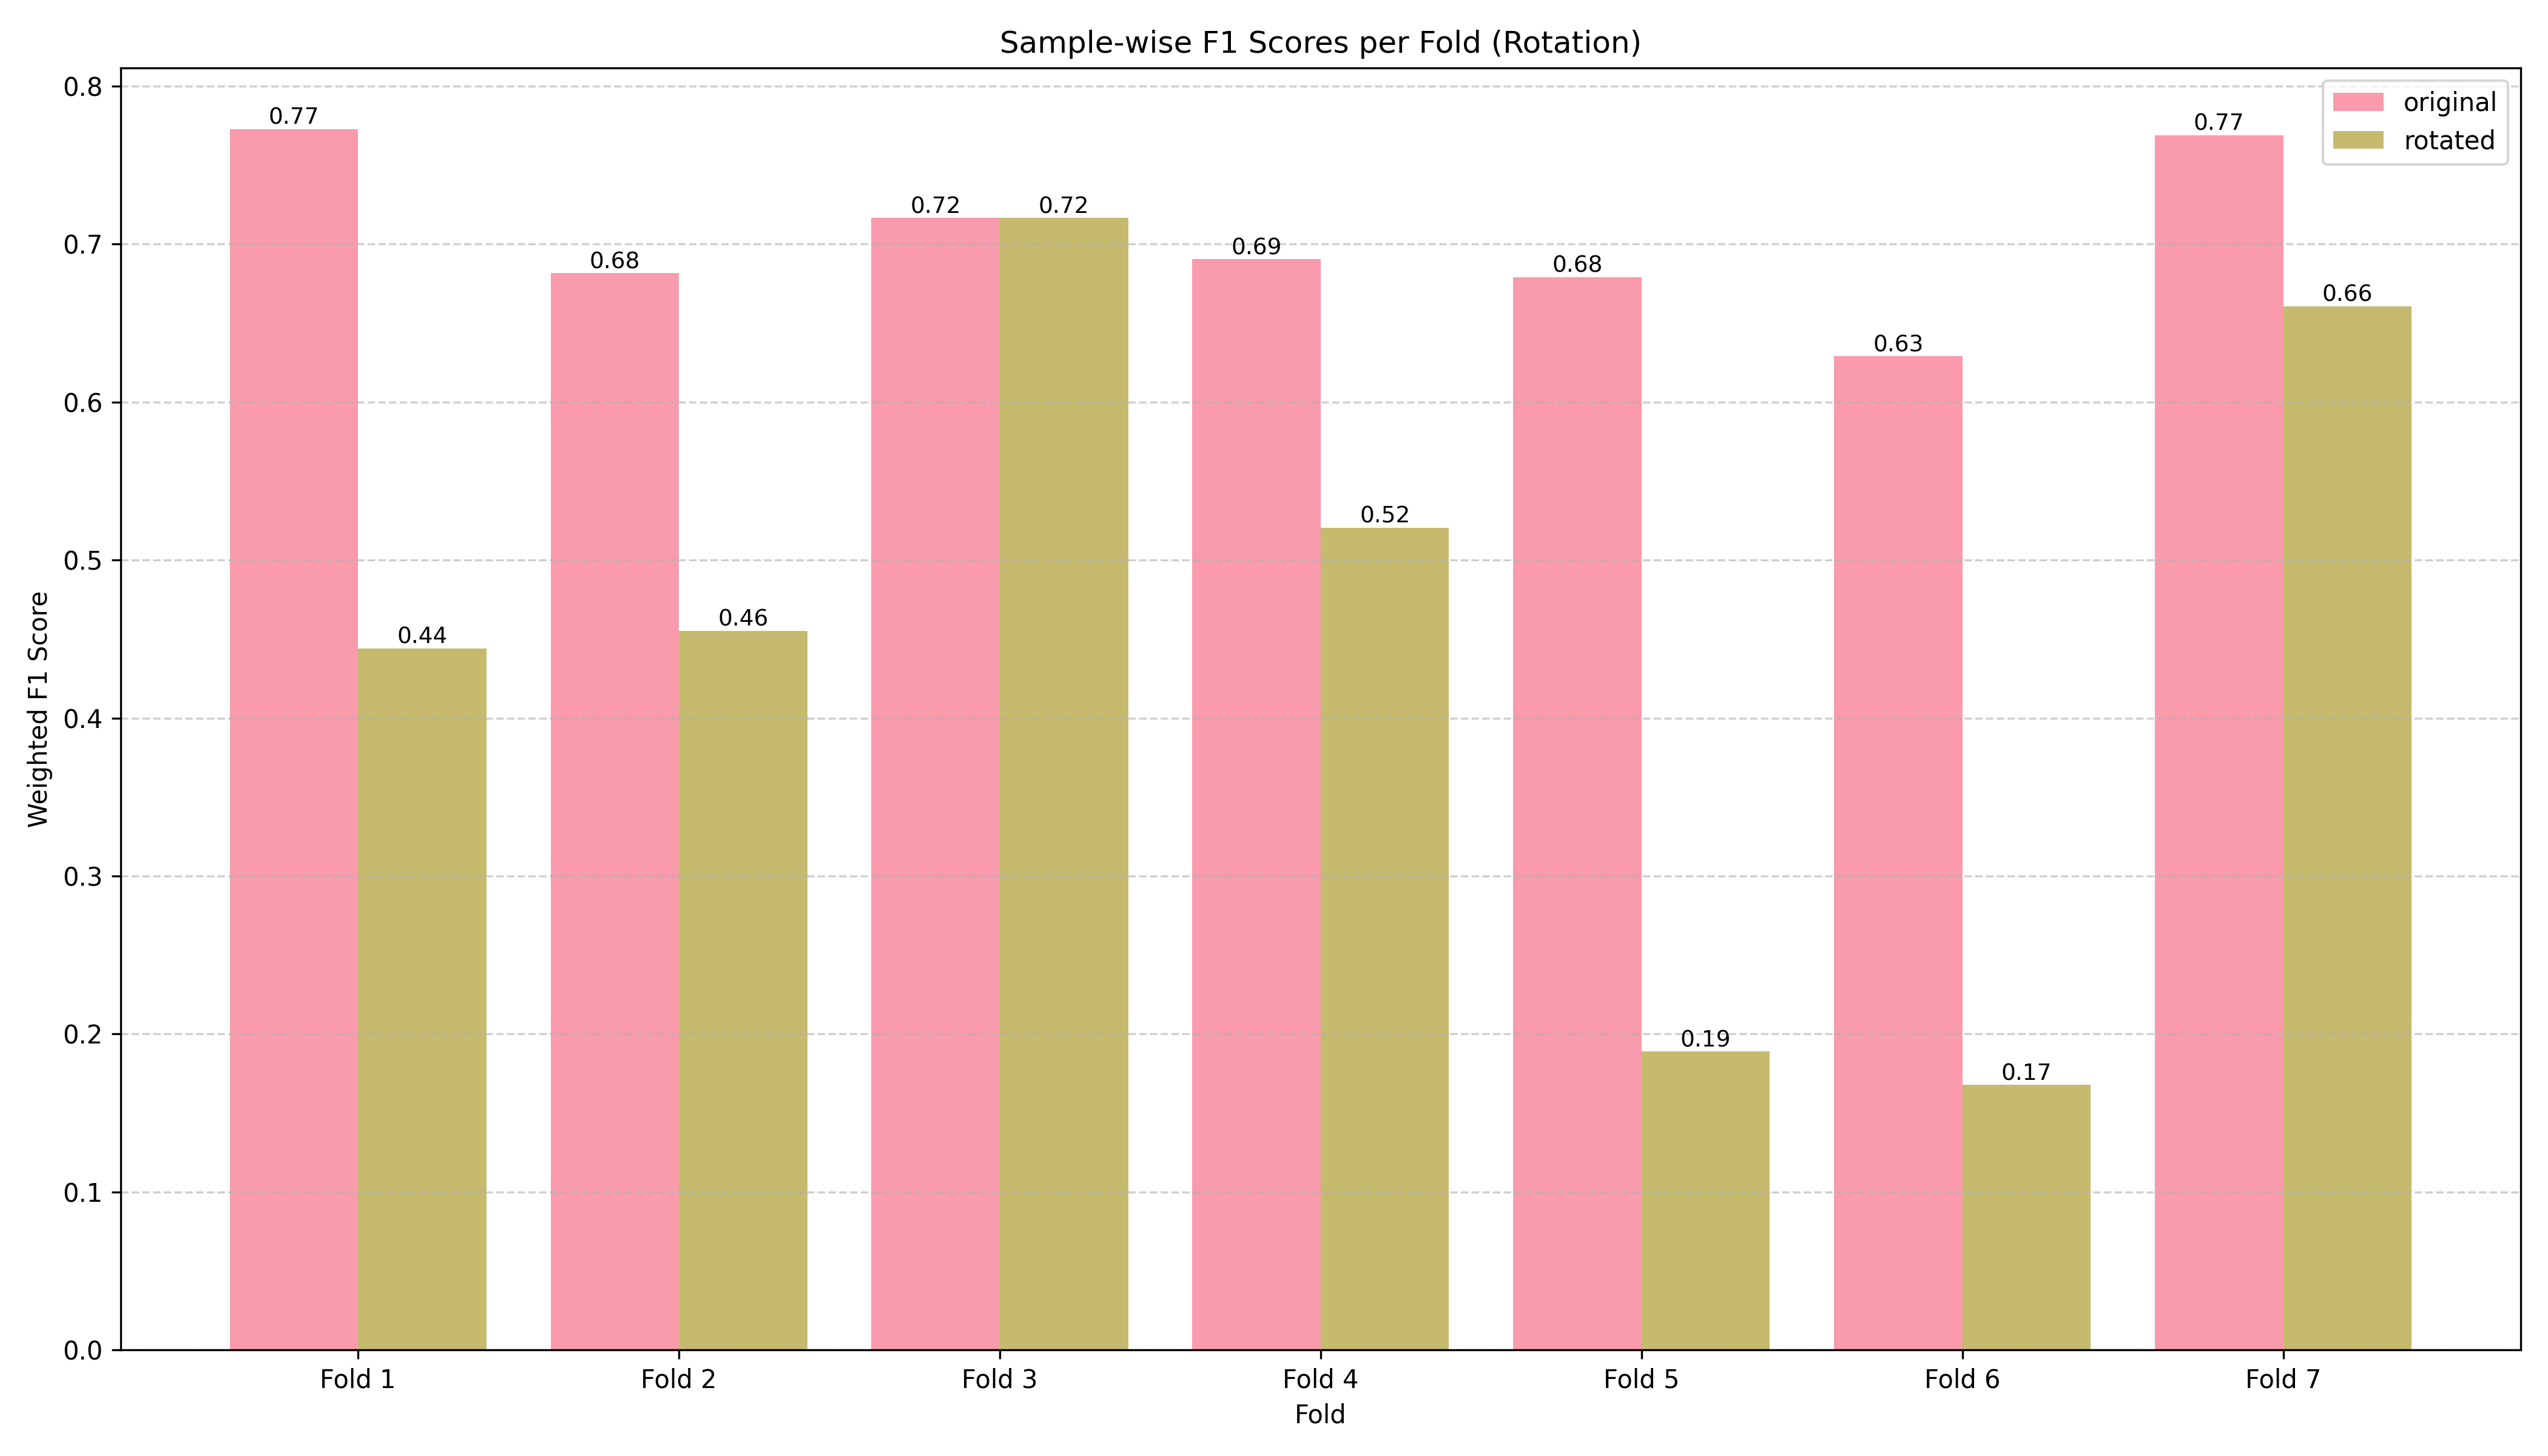 Sample-wise F1 Scores per Fold (Rotation)
original
rotated
Weighted F1 Score
0.8
0.7
0.6
0.5
0.4
0.3
0.2
0.1
0.0
0.77
0.44
0.68
0.46
0.72
0.72
0.69
0.52
0.68
0.19
0.63
0.17
0.77
0.66
Fold 1
Fold 2
Fold 3
Fold 4
Fold 5
Fold 6
Fold 7
Fold